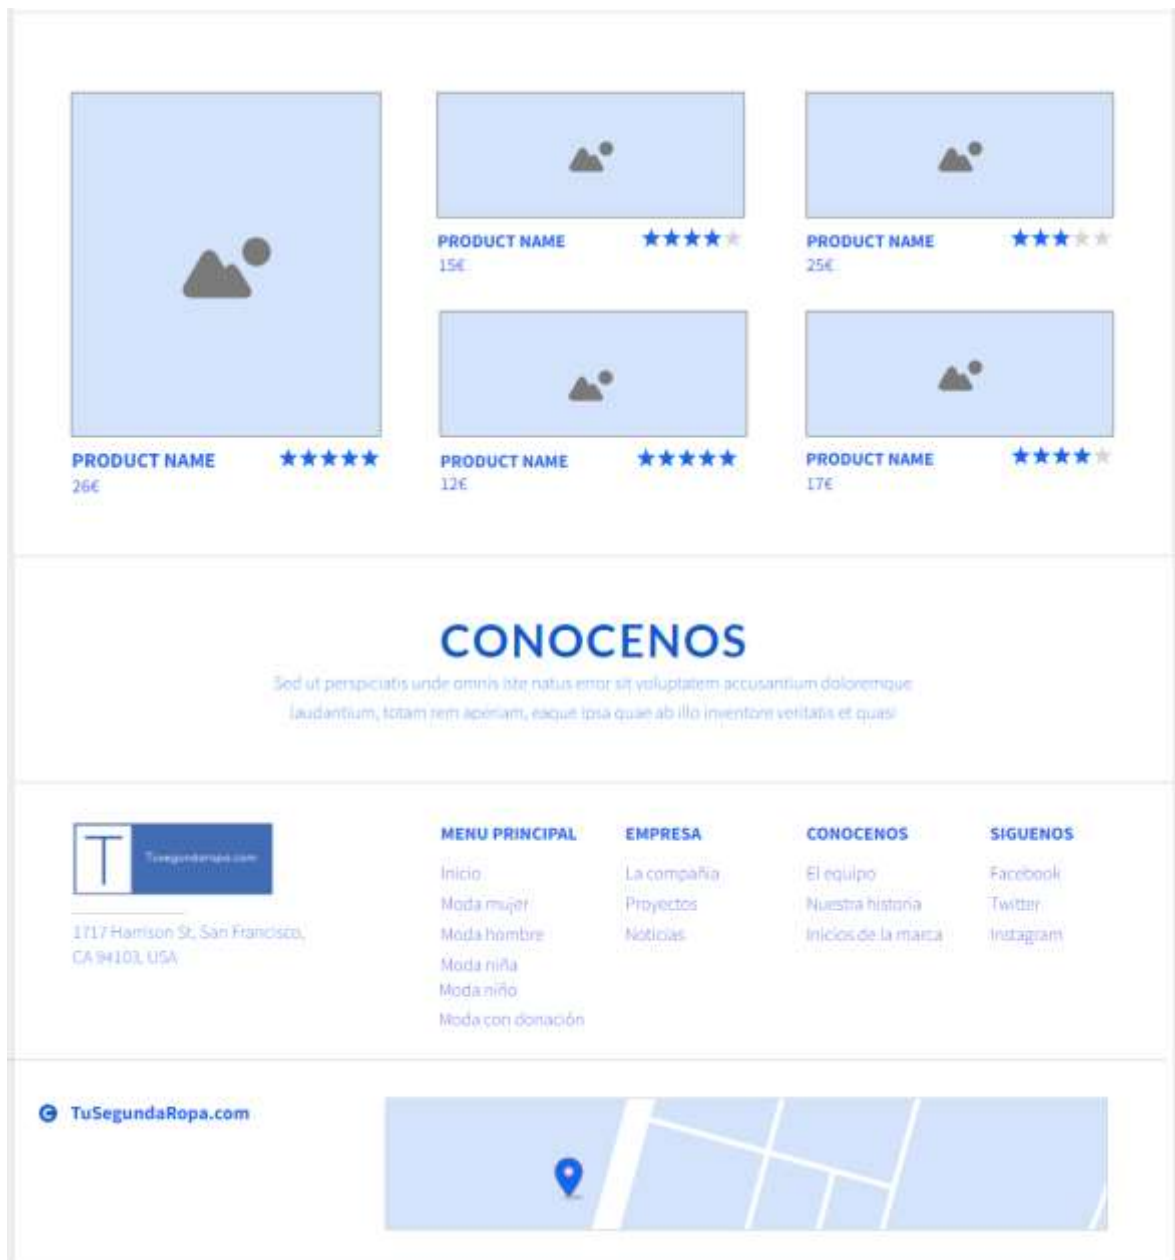 PRODUCT NAME
26€
PRODUCT NAME
15€
PRODUCT NAME
25€
PRODUCT NAME
12€
PRODUCT NAME
17€
CONOCENOS
Sed ut perspiciatis unde omnis iste natus error sit voluptatem accusantium doloremque
laudantium, totam rem aperiam, eaque ipsa quae ab illo inventore veritatis et quasi
T
Tusegundaropa.com
1717 Harrison St, San Francisco,
CA 94103, USA
MENU PRINCIPAL
Inicio
Moda mujer
Moda hombre
Moda niña
Moda niño
Moda con donación
EMPRESA
La compañia
Proyectos
Noticias
CONOCENOS
El equipo
Nuestra historia
Inicios de la marca
SIGUENOS
Facebook
Twitter
Instagram
C TuSegundaRopa.com